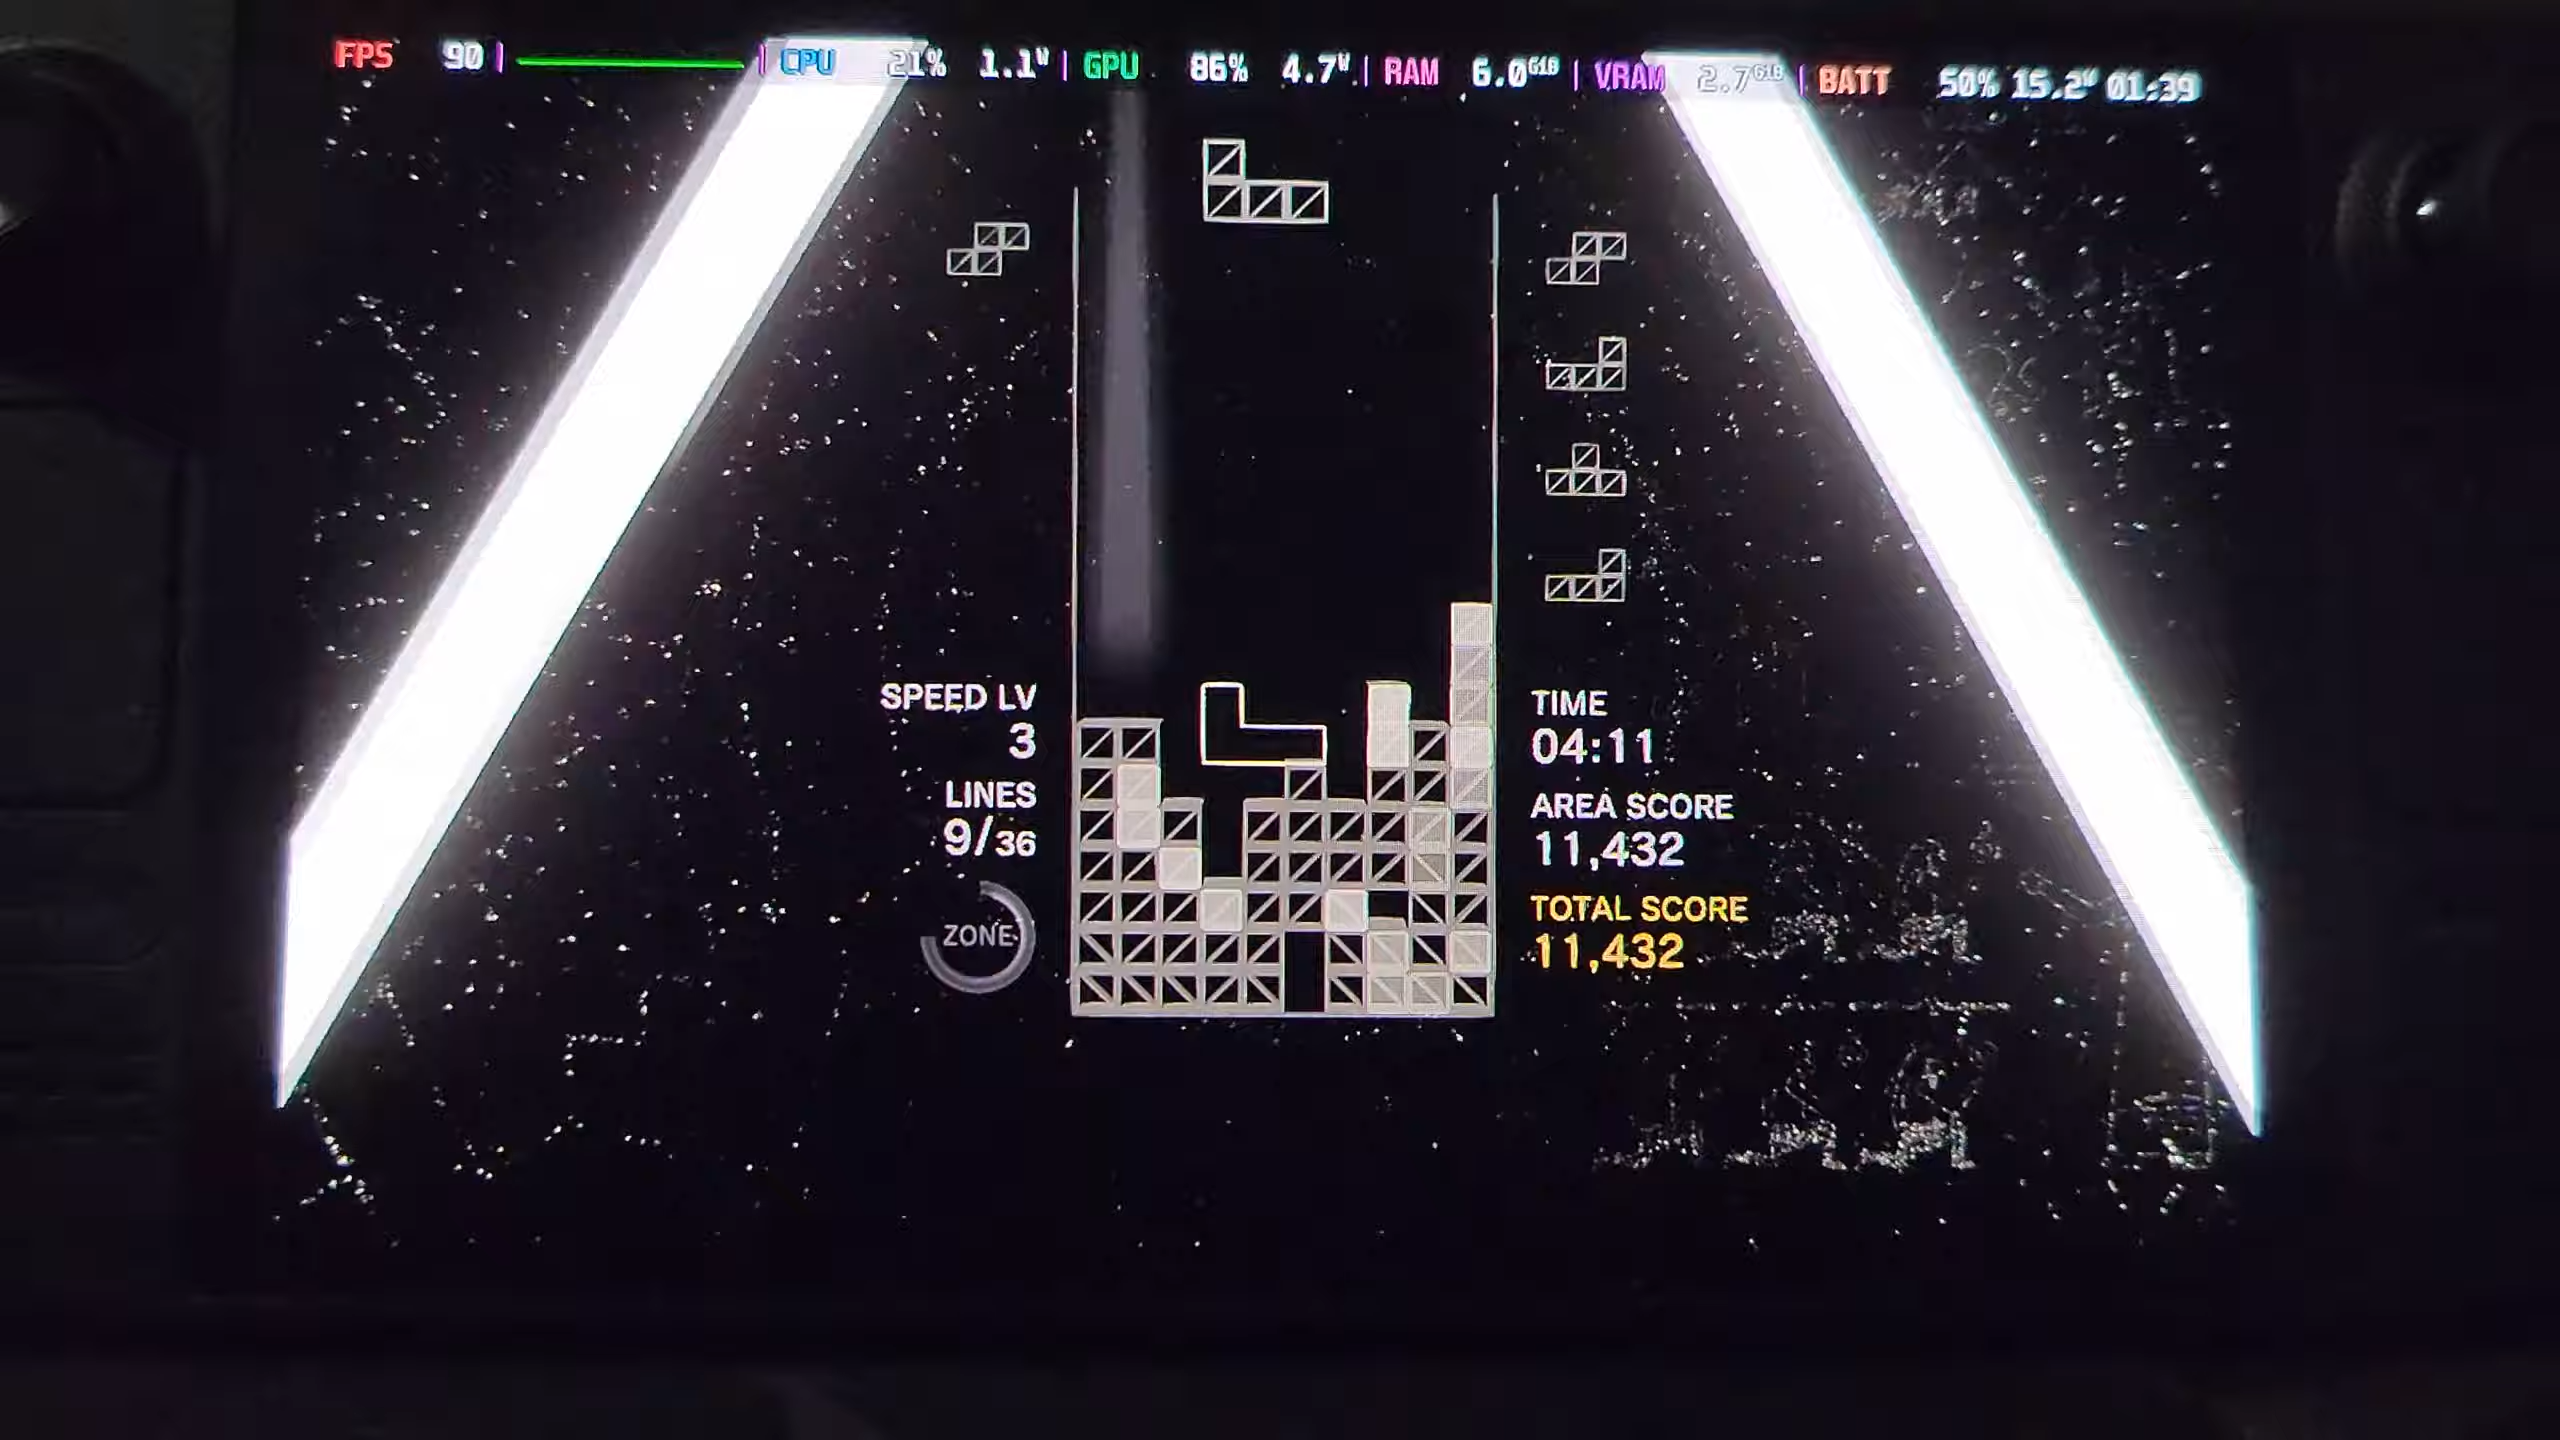 FPS 90 | CPU 21% 1.1W | GPU 86% 4.7W | RAM 6.0GiB | VRAM 2.7GiB | BATT 50% 15.2W 01:39
SPEED LV
3
LINES
9/36
ZONE
TIME
04:11
AREA SCORE
11,432
TOTAL SCORE
11,432